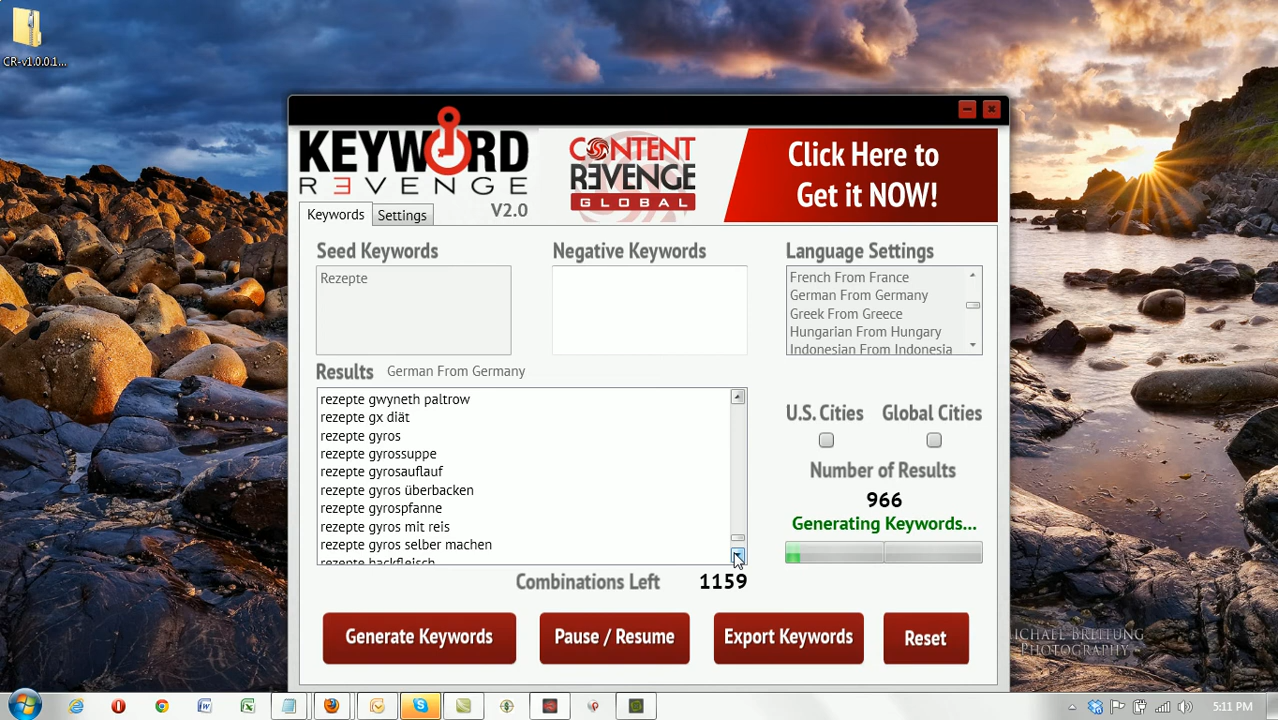 CR-v1.0.0.1...
KEYWORD
REVENGE
V2.0
CONTENT
REVENGE
GLOBAL
Click Here to
Get it NOW!
Keywords
Settings
Seed Keywords
Negative Keywords
Language Settings
Rezepte
French From France
German From Germany
Greek From Greece
Hungarian From Hungary
Indonesian From Indonesia
Results
German From Germany
rezepte gwyneth paltrow
rezepte gx diät
rezepte gyros
rezepte gyrossuppe
rezepte gyrosauflauf
rezepte gyros überbacken
rezepte gyrospfanne
rezepte gyros mit reis
rezepte gyros selber machen
rezepte hackfleisch
U.S. Cities
Global Cities
Number of Results
966
Generating Keywords...
Combinations Left
1159
Generate Keywords
Pause / Resume
Export Keywords
Reset
BREITUNG
PHOTOGRAPHY
5:11 PM